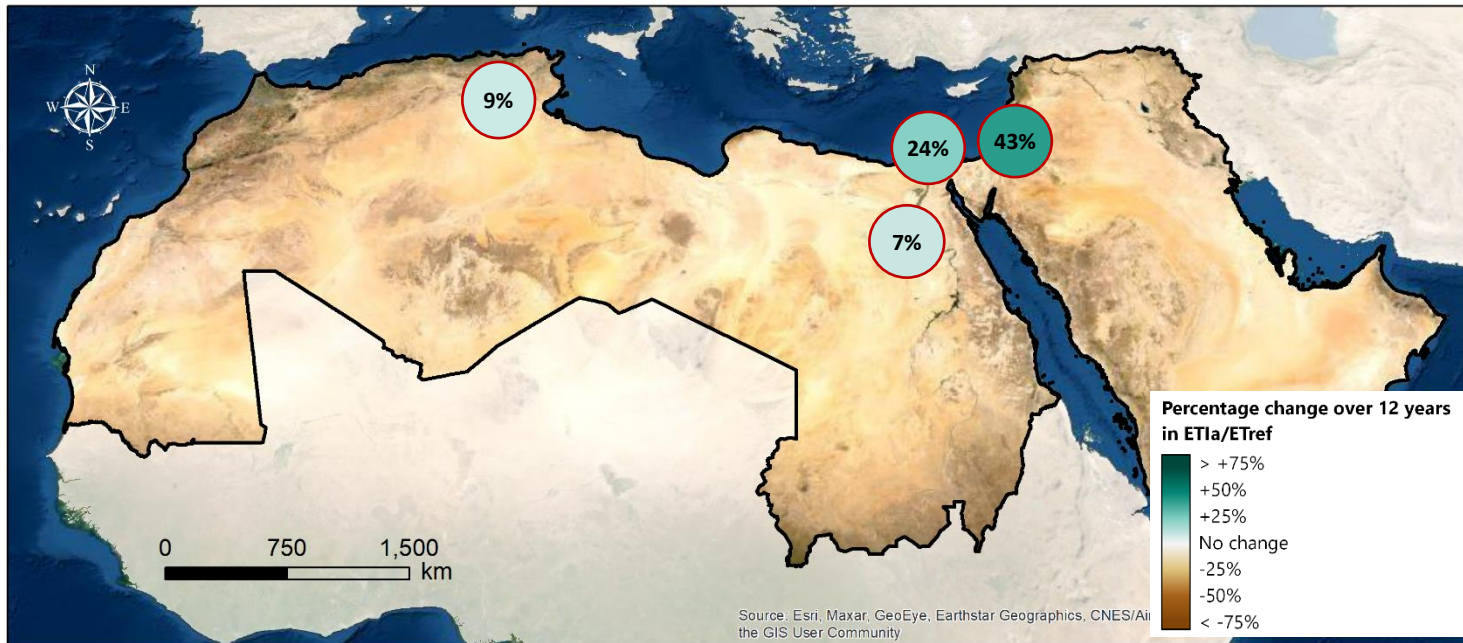 N
W E
S
9%
24%
43%
7%
Percentage change over 12 years
in ETIa/ETref
> +75%
+50%
+25%
No change
-25%
-50%
< -75%
0 750 1,500
km
Source: Esri, Maxar, GeoEye, Earthstar Geographics, CNES/Air
the GIS User Community